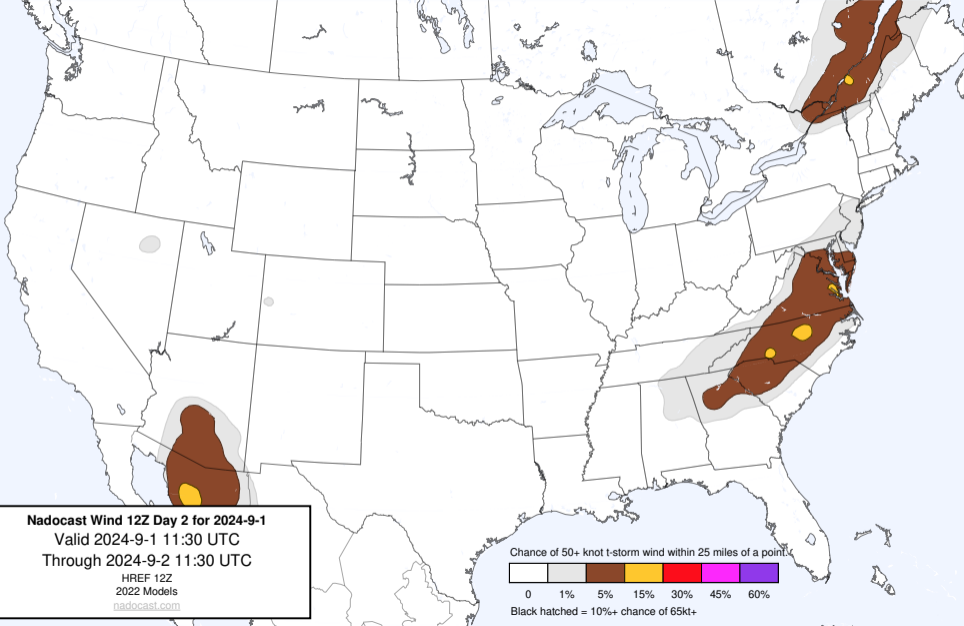 Nadocast Wind 12Z Day 2 for 2024-9-1
Valid 2024-9-1 11:30 UTC
Through 2024-9-2 11:30 UTC
HREF 12Z
2022 Models
nadocast.com
Chance of 50+ knot t-storm wind within 25 miles of a point.
0 1% 5% 15% 30% 45% 60%
Black hatched = 10%+ chance of 65kt+